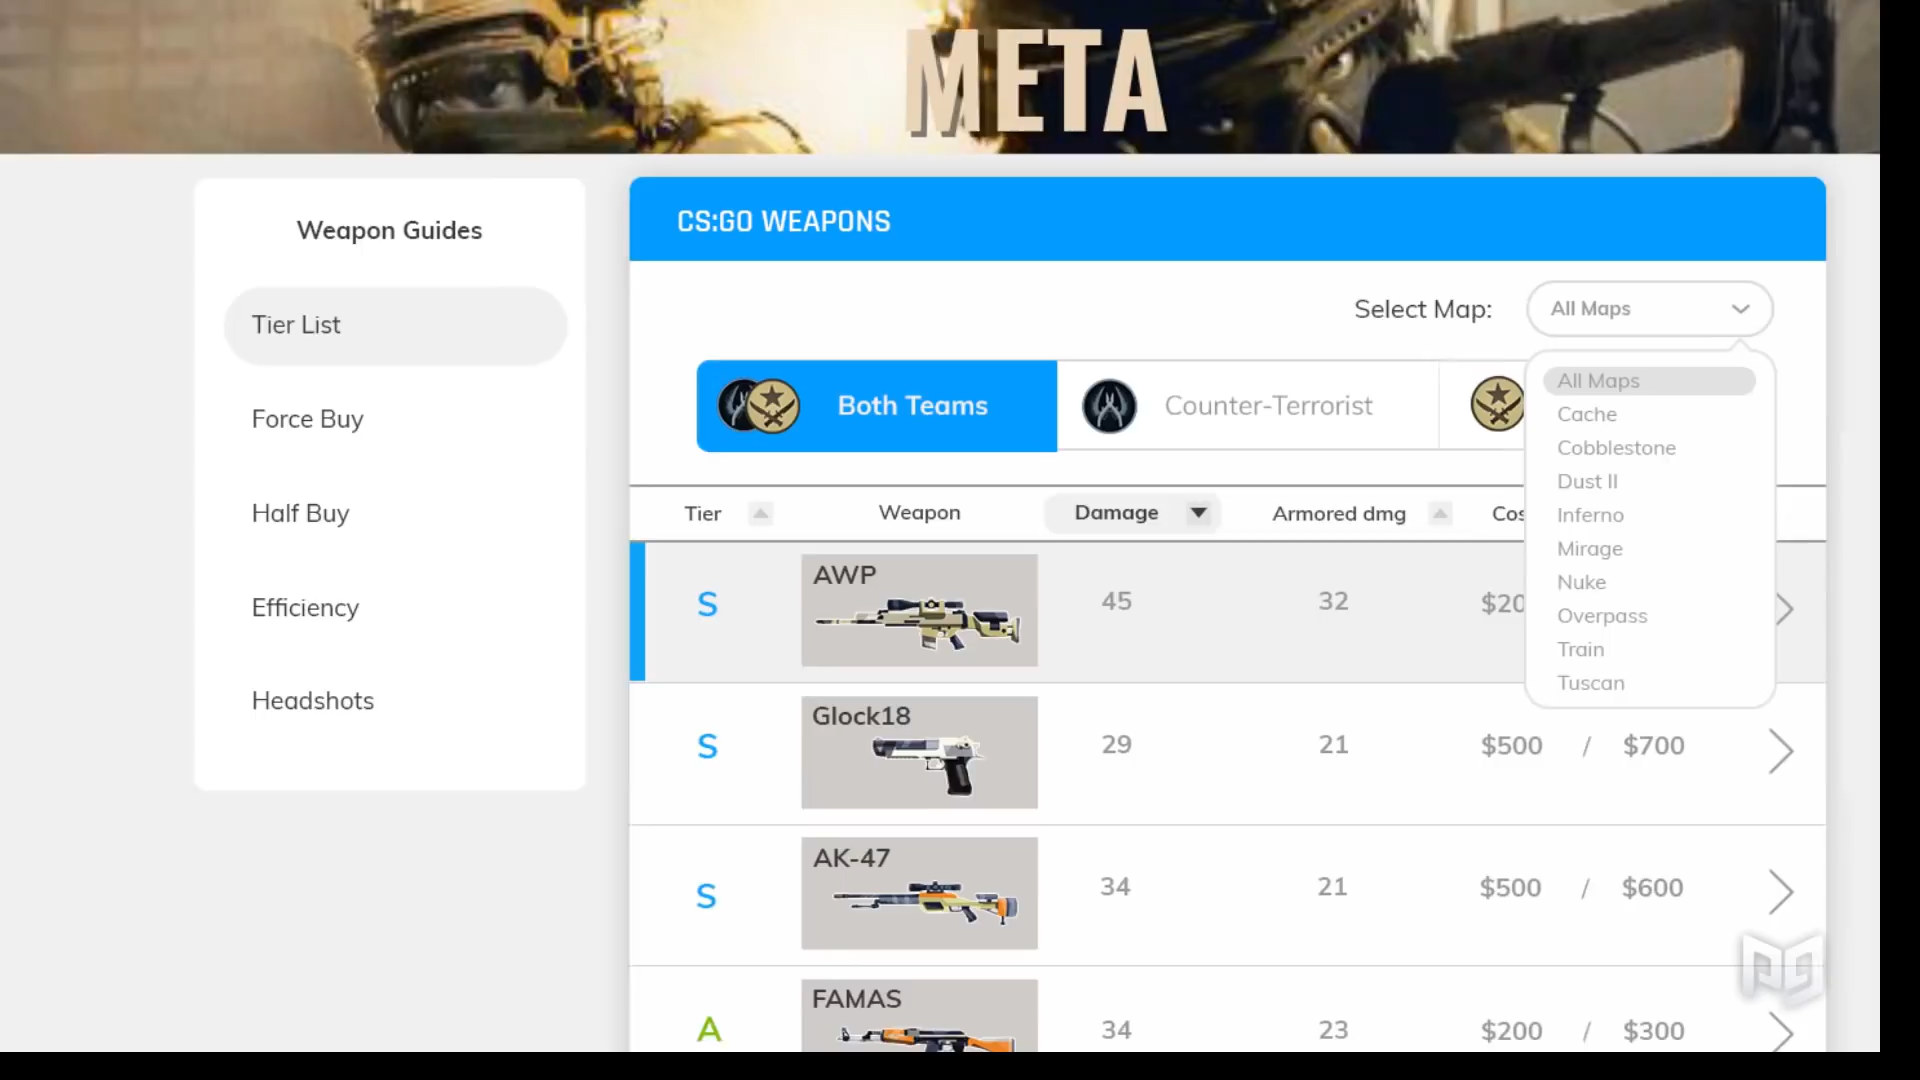 META
Weapon Guides
Tier List
Force Buy
Half Buy
Efficiency
Headshots
CS:GO WEAPONS
Select Map:
All Maps
All Maps
Cache
Cobblestone
Dust II
Inferno
Mirage
Nuke
Overpass
Train
Tuscan
Both Teams
Counter-Terrorist
Tier
Weapon
Damage
Armored dmg
Cos
S
AWP
45
32
$20
S
Glock18
29
21
$500 / $700
S
AK-47
34
21
$500 / $600
A
FAMAS
34
23
$200 / $300
PG